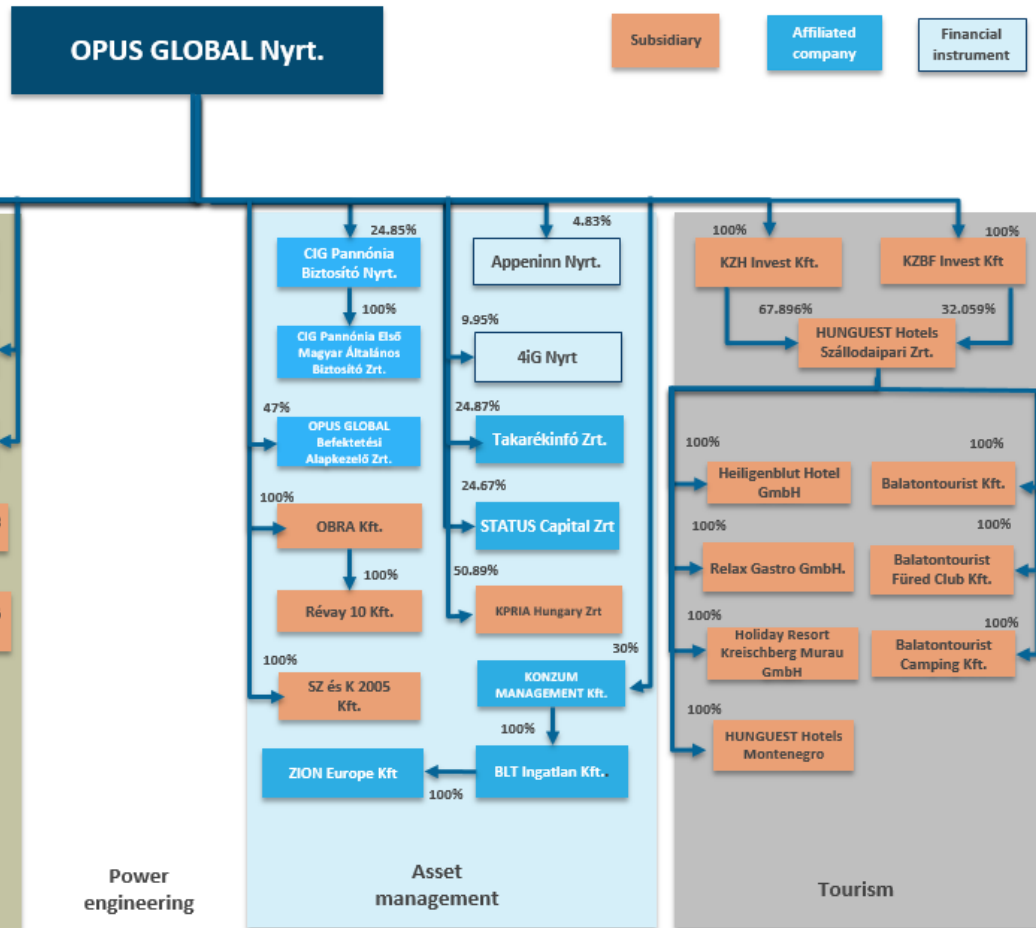 OPUS GLOBAL Nyrt.
Subsidiary
Affiliated
company
Financial
instrument
24.85%
CIG Pannónia
Biztosító Nyrt.
100%
CIG Pannónia Első
Magyar Általános
Biztosító Zrt.
47%
OPUS GLOBAL
Befektetési
Alapkezelő Zrt.
100%
OBRA Kft.
100%
Révay 10 Kft.
100%
SZ és K 2005
Kft.
ZION Europe Kft
4.83%
Appeninn Nyrt.
9.95%
4iG Nyrt
24.87%
Takarékinfó Zrt.
24.67%
STATUS Capital Zrt
50.89%
KPRIA Hungary Zrt
30%
KONZUM
MANAGEMENT Kft.
100%
BLT Ingatlan Kft..
100%
100%
KZH Invest Kft.
100%
KZBF Invest Kft
67.896%
32.059%
HUNGUEST Hotels
Szállodaipari Zrt.
100%
Heiligenblut Hotel
GmbH
100%
Relax Gastro GmbH.
100%
Holiday Resort
Kreischberg Murau
GmbH
100%
HUNGUEST Hotels
Montenegro
100%
Balatontourist Kft.
100%
Balatontourist
Füred Club Kft.
100%
Balatontourist
Camping Kft.
Power
engineering
Asset
management
Tourism